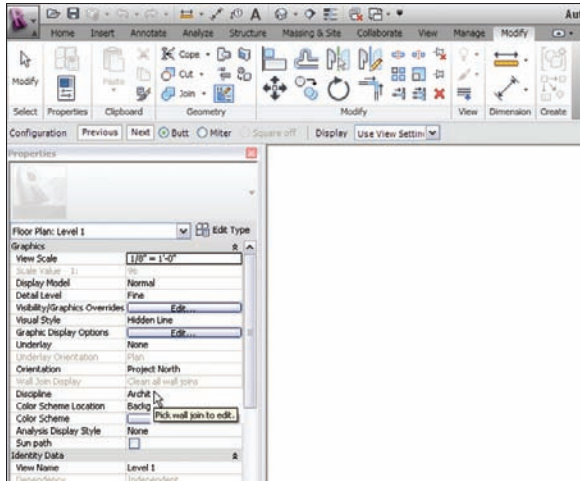 Au
Home Insert Annotate Analyze Structure Massing & Site Collaborate View Manage Modify
Modify
Paste
Cope
Cut
Join
Select Properties Clipboard Geometry Modify View Dimension Create
Configuration Previous Next Butt Miter Square off Display Use View Settin
Properties
Floor Plan: Level 1 Edit Type
Graphics
View Scale 1/8" = 1'-0"
Scale Value 1: 96
Display Model Normal
Detail Level Fine
Visibility/Graphics Overrides Edit...
Visual Style Hidden Line
Graphic Display Options Edit...
Underlay None
Underlay Orientation Plan
Orientation Project North
Wall Join Display Clean all wall joins
Discipline Archit
Color Scheme Location Backg
Pick wall join to edit.
Color Scheme
Analysis Display Style None
Sun path
Identity Data
View Name Level 1
Dependency Independent